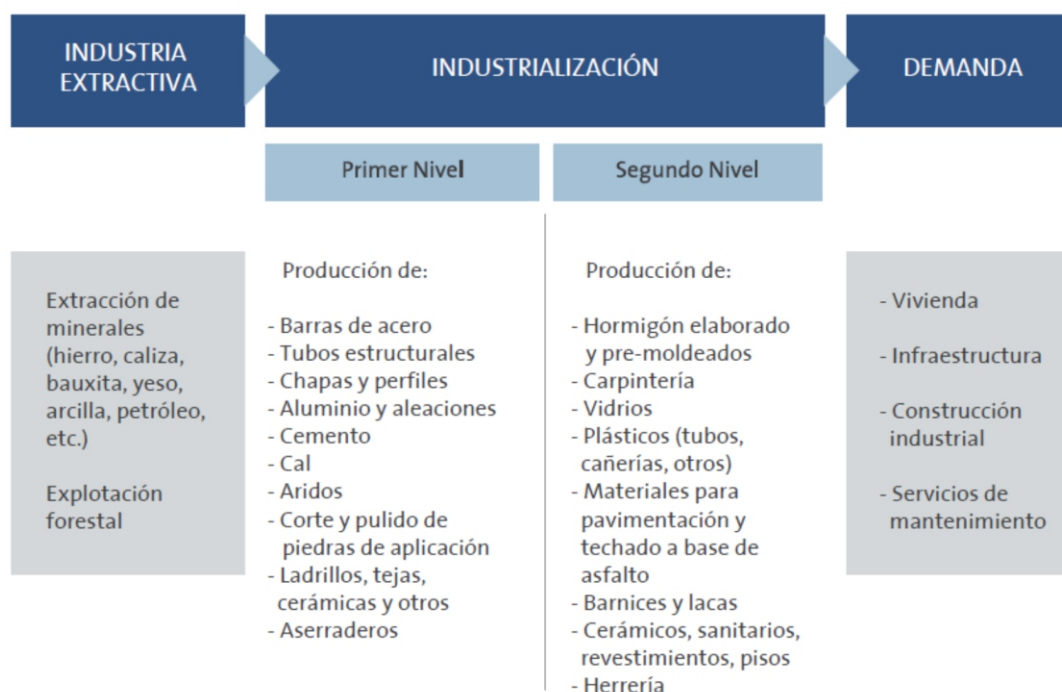 INDUSTRIA
EXTRACTIVA
INDUSTRIALIZACIÓN
DEMANDA
Primer Nivel
Segundo Nivel
Extracción de
minerales
(hierro, caliza,
bauxita, yeso,
arcilla, petróleo,
etc.)
Explotación
forestal
Producción de:
- Barras de acero
- Tubos estructurales
- Chapas y perfiles
- Aluminio y aleaciones
- Cemento
- Cal
- Aridos
- Corte y pulido de
piedras de aplicación
- Ladrillos, tejas,
cerámicas y otros
- Aserraderos
Producción de:
- Hormigón elaborado
y pre-moldeados
- Carpintería
- Vidrios
- Plásticos (tubos,
cañerías, otros)
- Materiales para
pavimentación y
techado a base de
asfalto
- Barnices y lacas
- Cerámicos, sanitarios,
revestimientos, pisos
- Herrería
- Vivienda
- Infraestructura
- Construcción
industrial
- Servicios de
mantenimiento